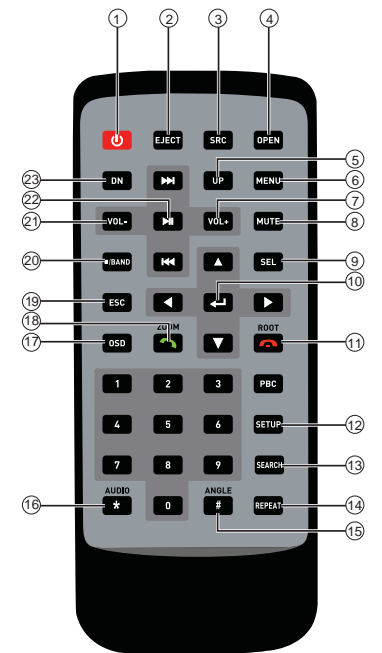 1 2 3 4
EJECT SRC OPEN
5
23 DN UP MENU 6
22 7
21 VOL- VOL+ MUTE 8
20 ■/BAND SEL 9
10
19 ESC
18 ZOOM ROOT
17 OSD 11
1 2 3 PBC
4 5 6 SETUP 12
7 8 9 SEARCH 13
AUDIO ANGLE
16 * 0 # REPEAT 14
15